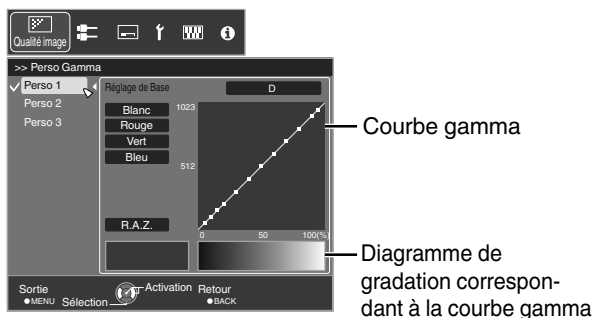 Qualité image
>> Perso Gamma
Perso 1
Perso 2
Perso 3
Réglage de Base
D
Blanc
Rouge
Vert
Bleu
R.A.Z.
1023
512
0 50 100(%)
Courbe gamma
Diagramme de
gradation correspon-
dant à la courbe gamma
Sortie
●MENU
Sélection
Activation
Retour
●BACK